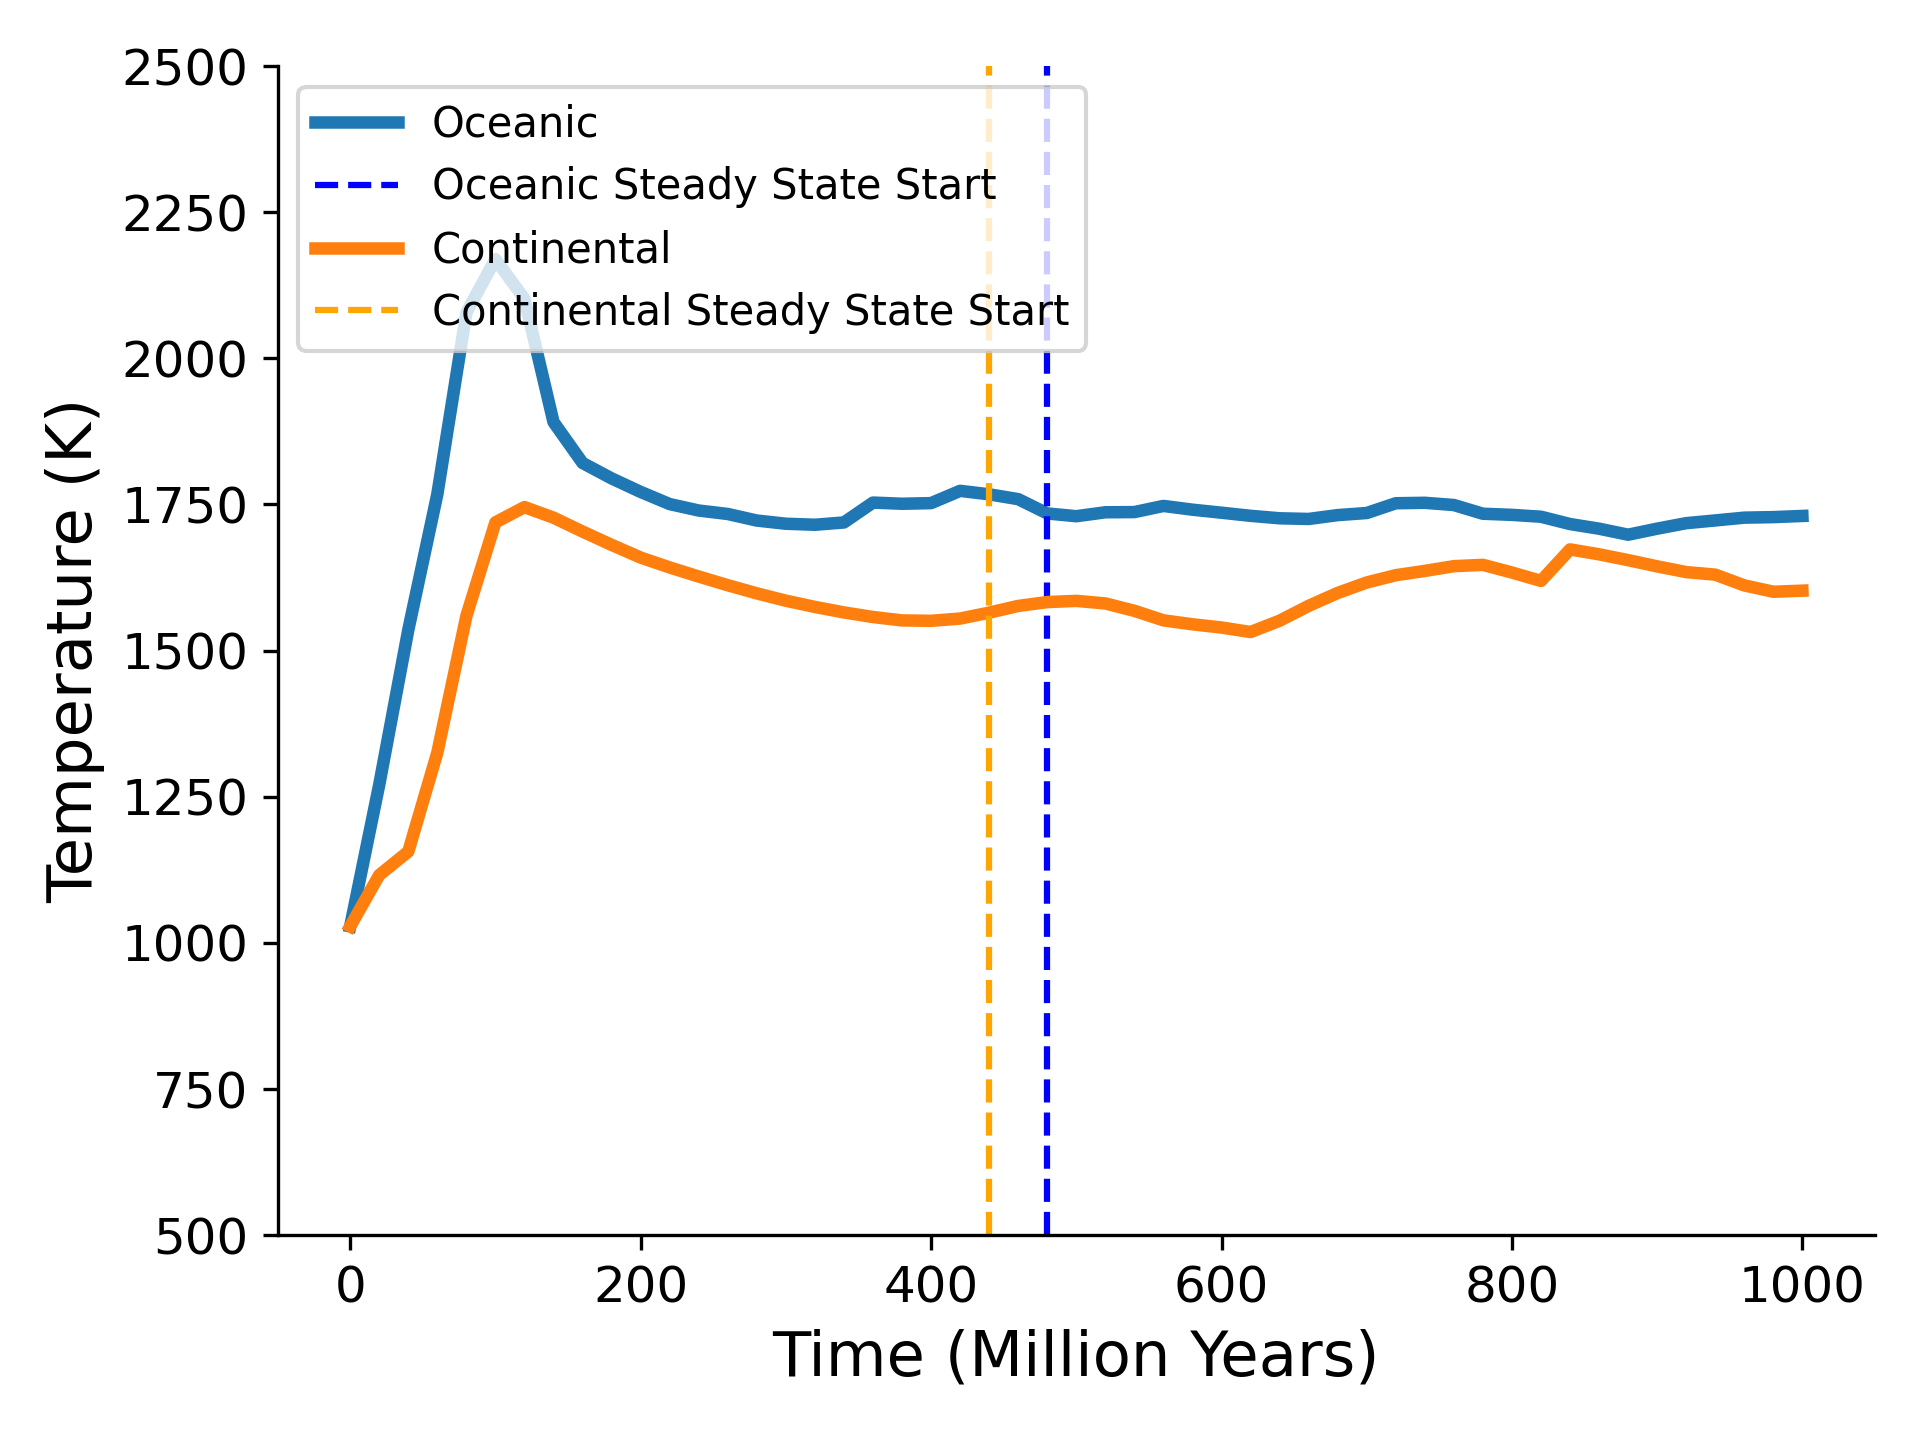 2500
2250
2000
1750
1500
1250
1000
750
500
Temperature (K)
Oceanic
Oceanic Steady State Start
Continental
Continental Steady State Start
0 200 400 600 800 1000
Time (Million Years)